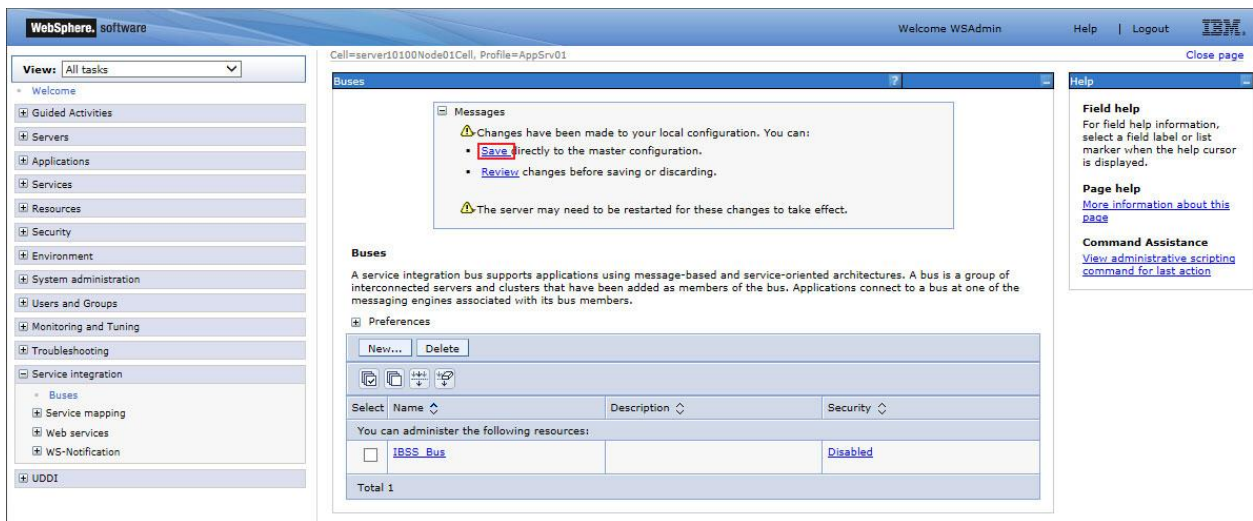 WebSphere. software
Welcome WSAdmin
Help | Logout
IBM.
View: All tasks
Welcome
Guided Activities
Servers
Applications
Services
Resources
Security
Environment
System administration
Users and Groups
Monitoring and Tuning
Troubleshooting
Service integration
Buses
Service mapping
Web services
WS-Notification
UDDI
Cell=server10100Node01Cell, Profile=AppSrv01
Close page
Buses
?
Messages
Changes have been made to your local configuration. You can:
Save directly to the master configuration.
Review changes before saving or discarding.
The server may need to be restarted for these changes to take effect.
Buses
A service integration bus supports applications using message-based and service-oriented architectures. A bus is a group of
interconnected servers and clusters that have been added as members of the bus. Applications connect to a bus at one of the
messaging engines associated with its bus members.
Preferences
New... Delete
Select Name Description Security
You can administer the following resources:
IBSS_Bus Disabled
Total 1
Help
Field help
For field help information,
select a field label or list
marker when the help cursor
is displayed.
Page help
More information about this
page
Command Assistance
View administrative scripting
command for last action